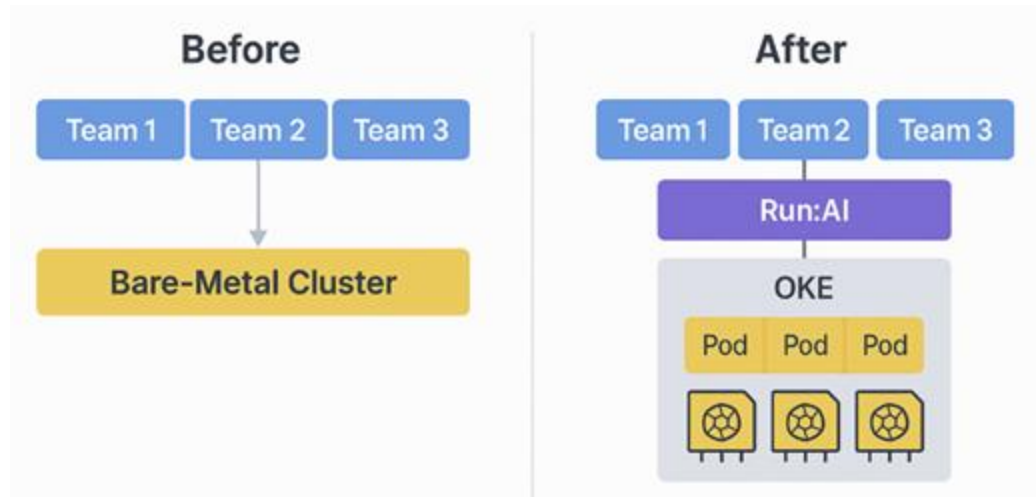 Before
Team 1 Team 2 Team 3
Bare-Metal Cluster
After
Team 1 Team 2 Team 3
Run:AI
OKE
Pod Pod Pod